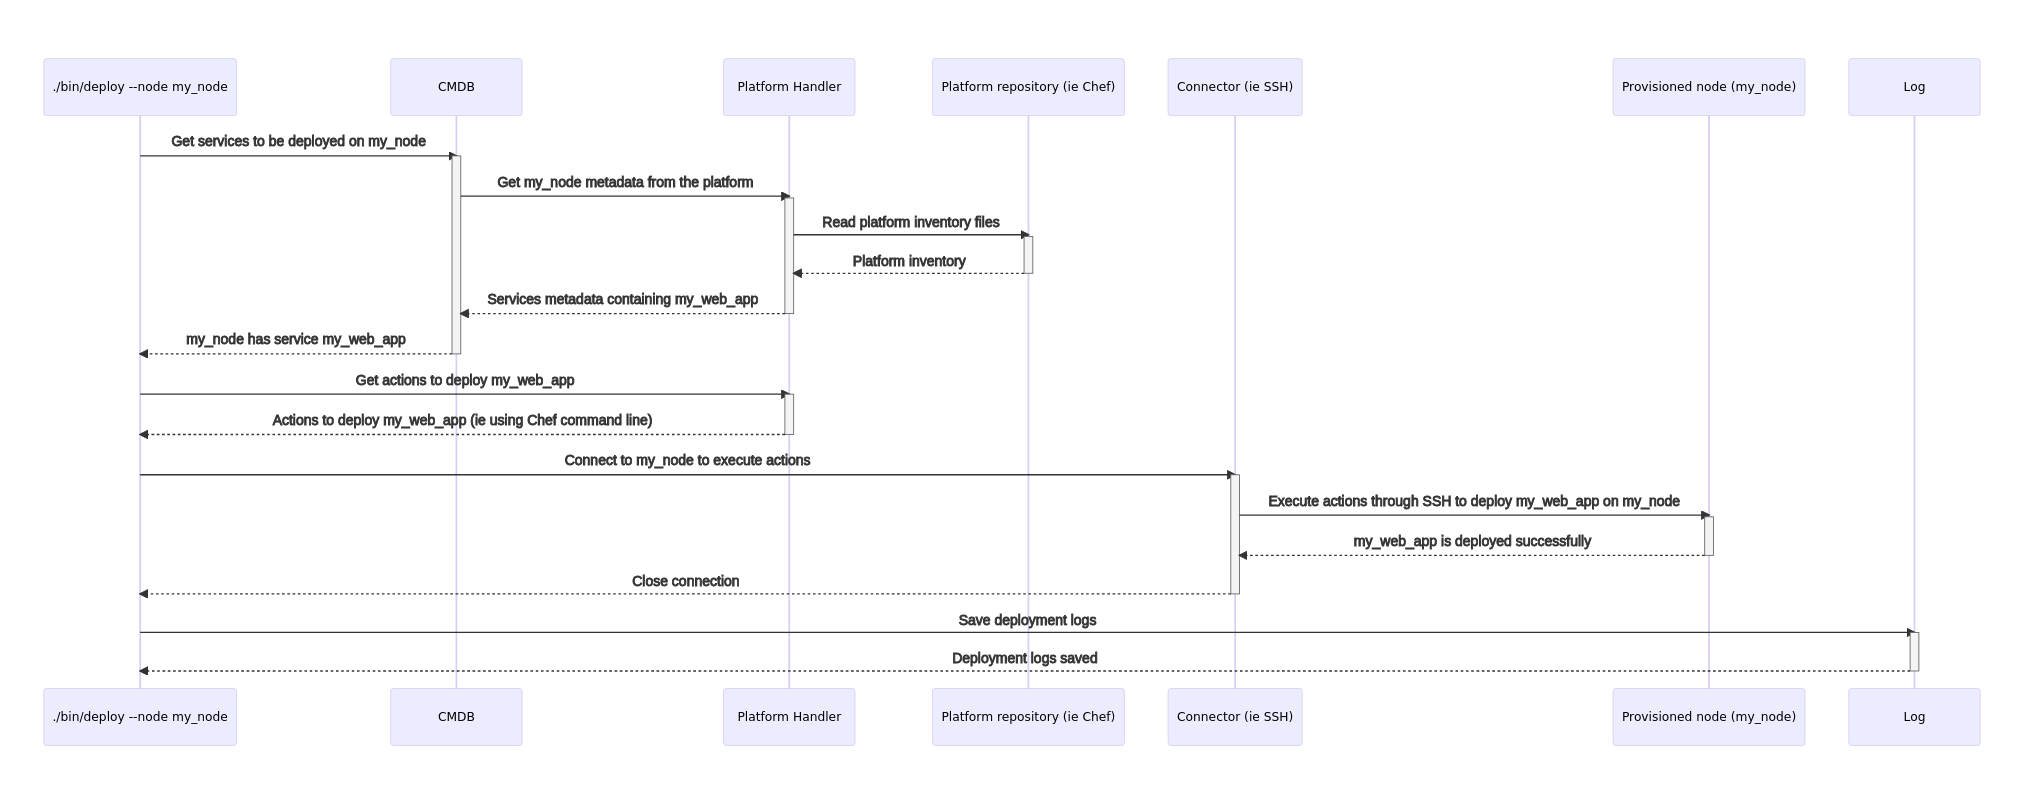 ./bin/deploy --node my_node
CMDB
Platform Handler
Platform repository (ie Chef)
Connector (ie SSH)
Provisioned node (my_node)
Log
Get services to be deployed on my_node
Get my_node metadata from the platform
Read platform inventory files
Platform inventory
Services metadata containing my_web_app
my_node has service my_web_app
Get actions to deploy my_web_app
Actions to deploy my_web_app (ie using Chef command line)
Connect to my_node to execute actions
Execute actions through SSH to deploy my_web_app on my_node
my_web_app is deployed successfully
Close connection
Save deployment logs
Deployment logs saved
./bin/deploy --node my_node
CMDB
Platform Handler
Platform repository (ie Chef)
Connector (ie SSH)
Provisioned node (my_node)
Log